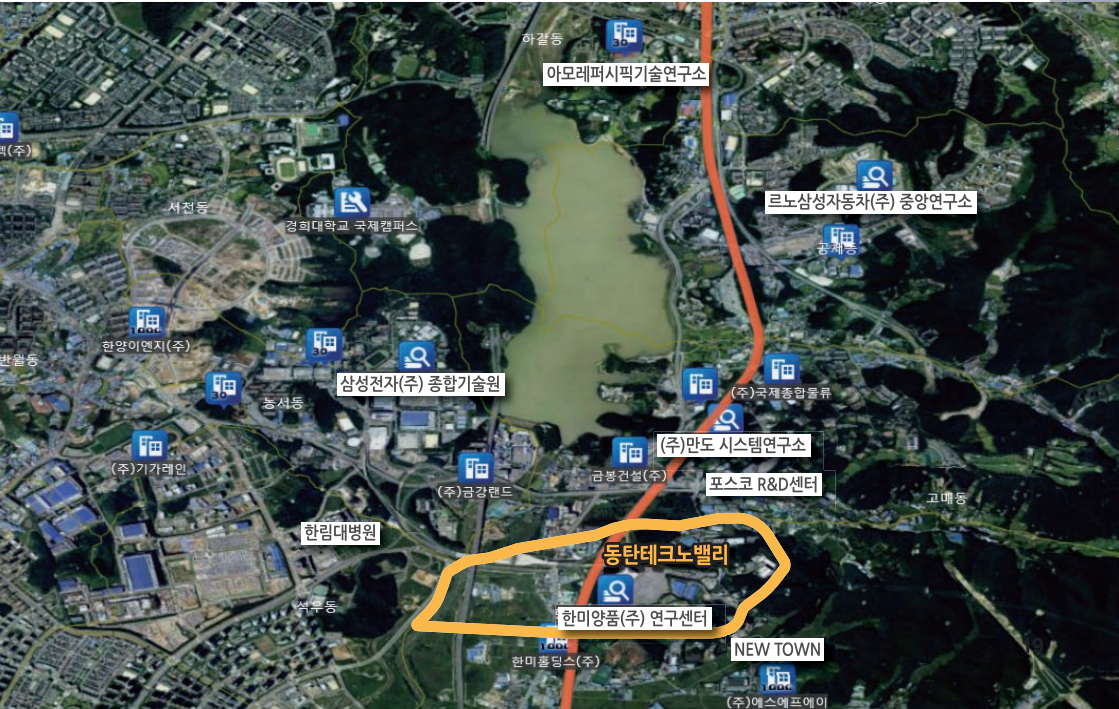 하갈동
30
아모레퍼시픽기술연구소
르노삼성자동차(주) 중앙연구소
(주)
서천동
경희대학교 국제캠퍼스
공세동
1000
한양이엔지(주)
반월동
30
삼성전자(주) 종합기술원
30
농서동
(주)국제종합물류
(주)기가레인
(주)만도 시스템연구소
금봉건설(주)
(주)금강랜드
포스코 R&D센터
고매동
한림대병원
동탄테크노밸리
석우동
한미양품(주) 연구센터
NEW TOWN
한미홀딩스(주)
(주)에스에프에이